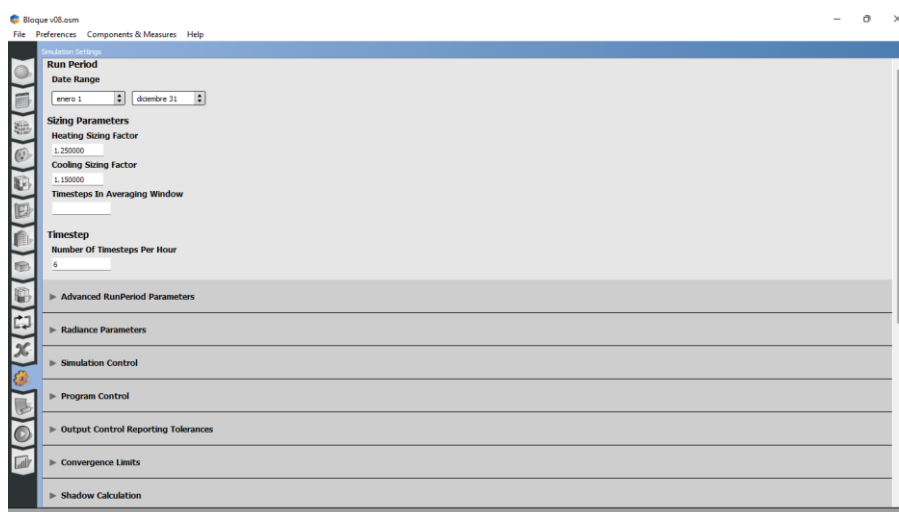 Bloque v08.osm
File Preferences Components & Measures Help
Simulation Settings
Run Period
Date Range
enero 1 diciembre 31
Sizing Parameters
Heating Sizing Factor
1.250000
Cooling Sizing Factor
1.150000
Timesteps In Averaging Window
Timestep
Number Of Timesteps Per Hour
6
Advanced RunPeriod Parameters
Radiance Parameters
Simulation Control
Program Control
Output Control Reporting Tolerances
Convergence Limits
Shadow Calculation